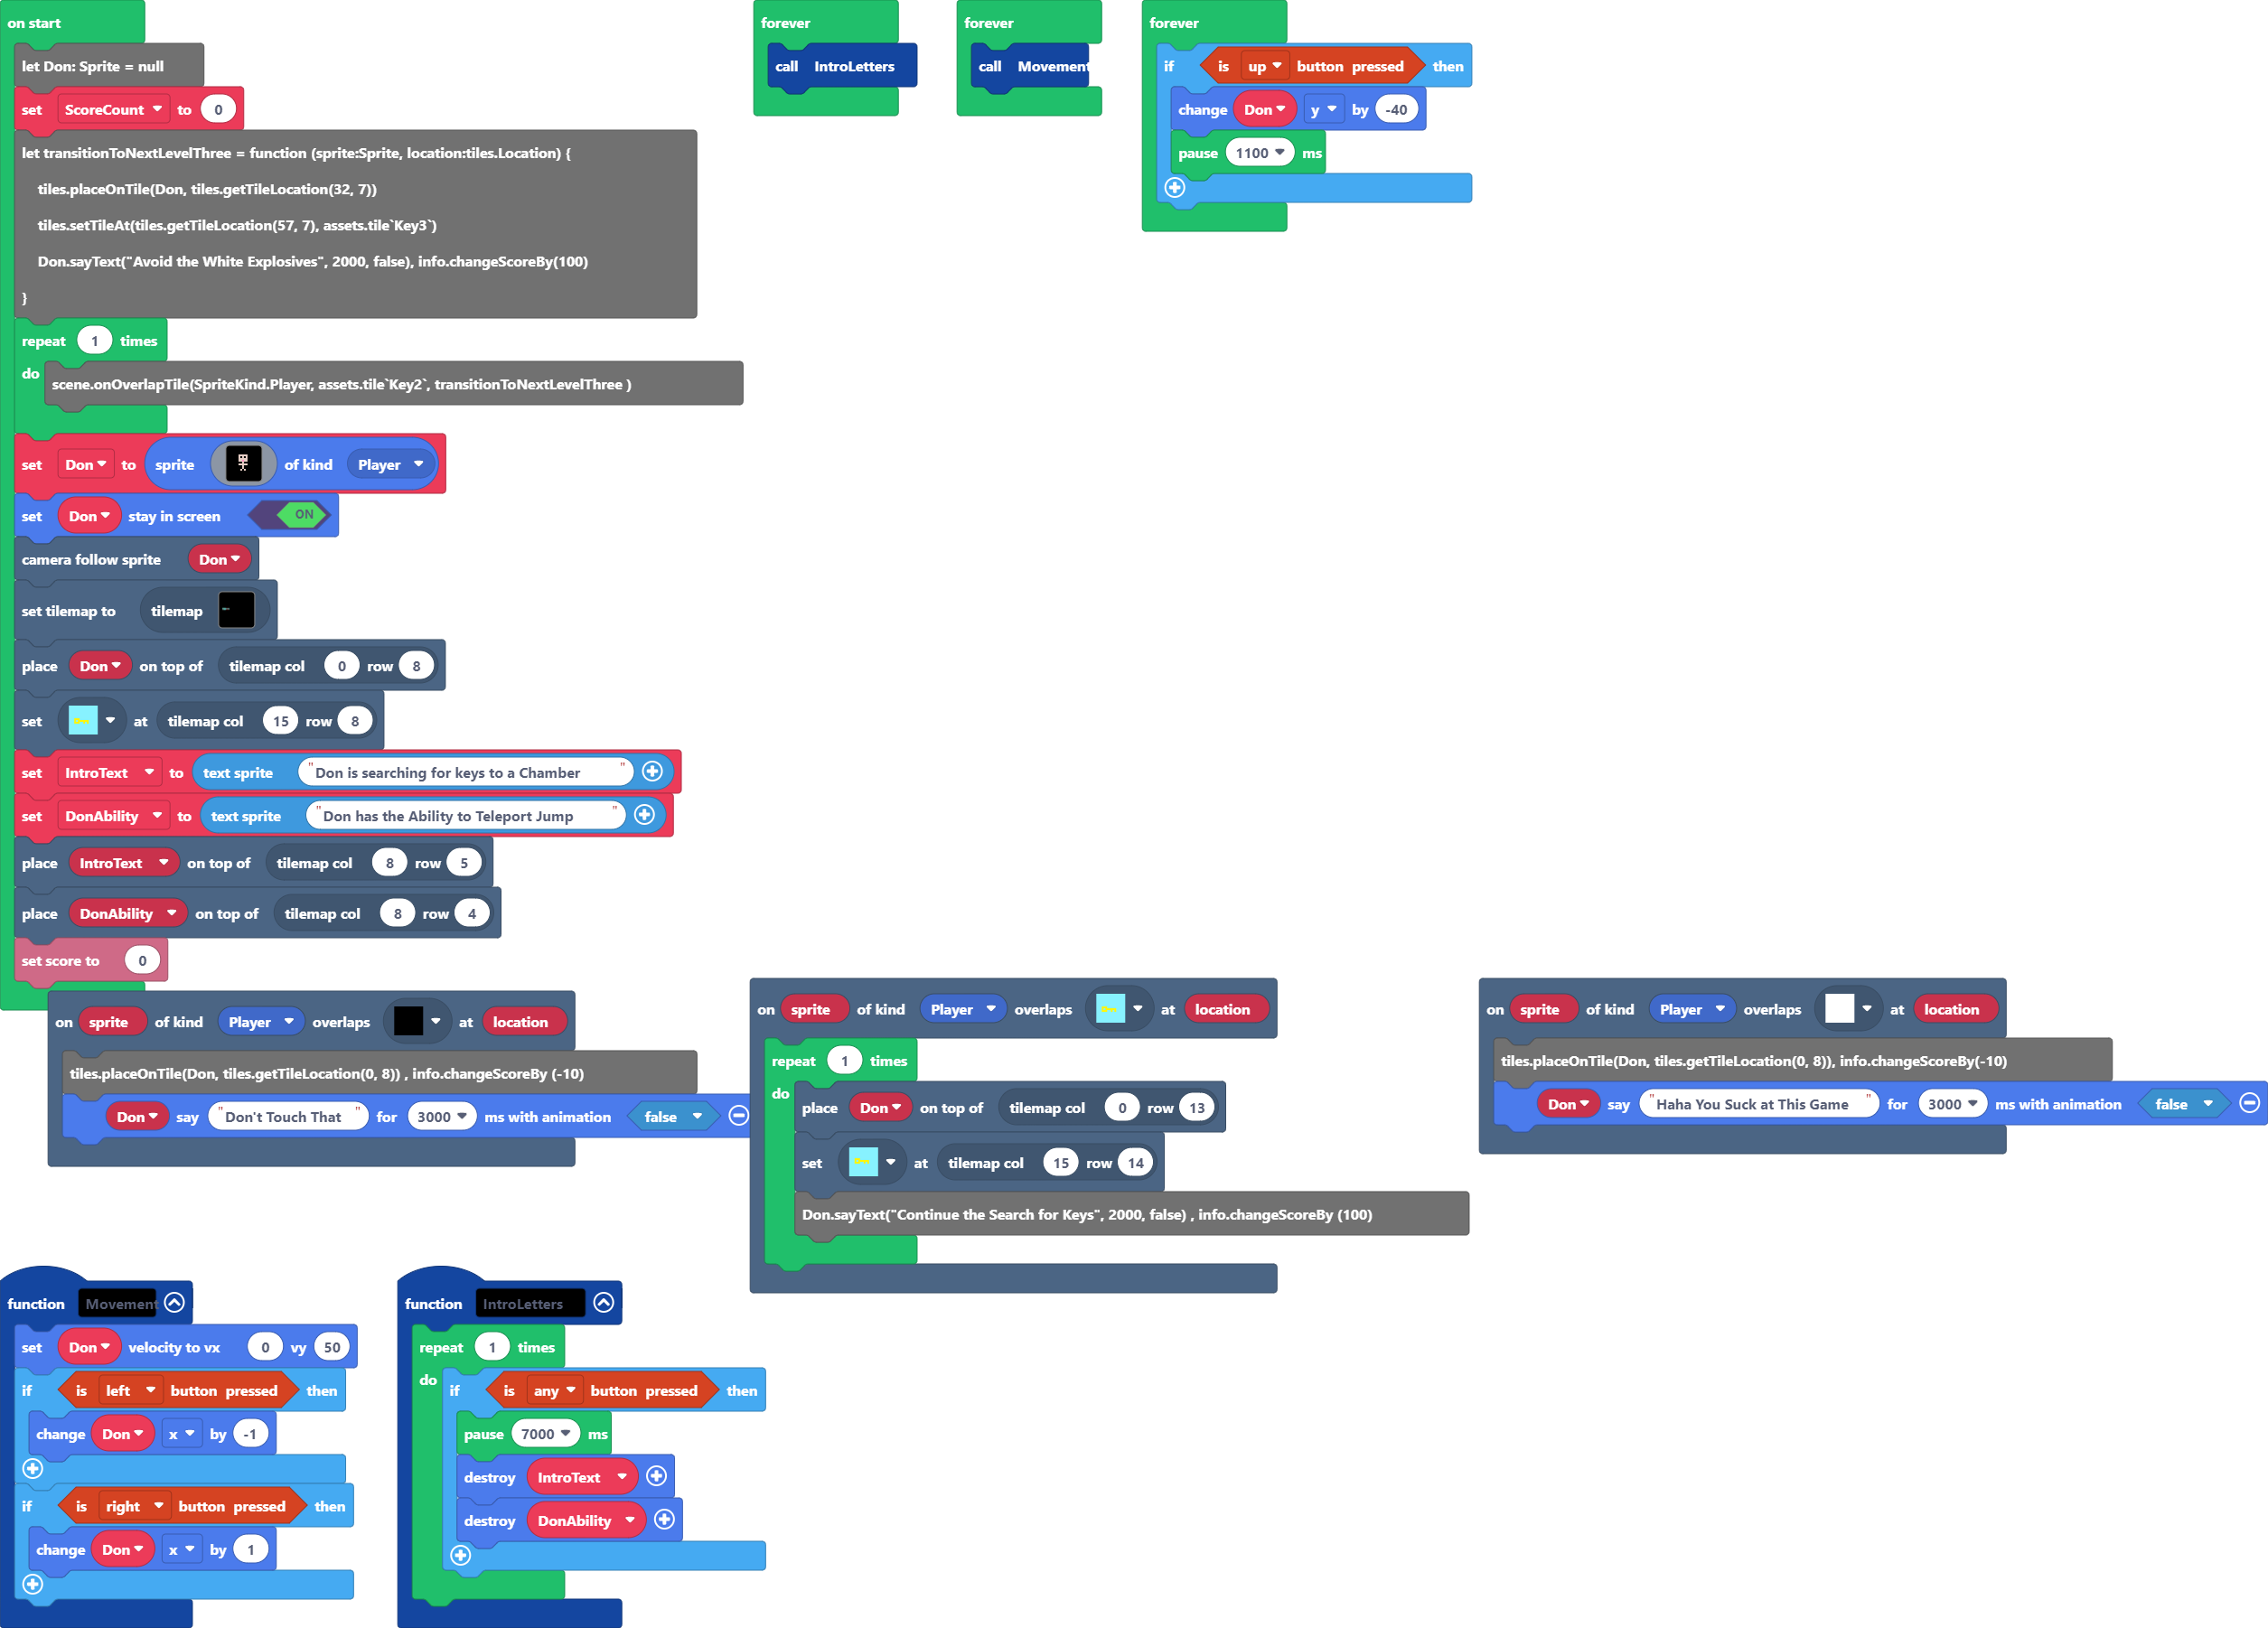 on start
let Don: Sprite = null
set ScoreCount to 0
let transitionToNextLevelThree = function (sprite:Sprite, location:tiles.Location) {
tiles.placeOnTile(Don, tiles.getTileLocation(32, 7))
tiles.setTileAt(tiles.getTileLocation(57, 7), assets.tile`Key3`)
Don.sayText("Avoid the White Explosives", 2000, false), info.changeScoreBy(100)
}
repeat 1 times
do
scene.onOverlapTile(SpriteKind.Player, assets.tile`Key2`, transitionToNextLevelThree )
set Don to sprite of kind Player
set Don stay in screen ON
camera follow sprite Don
set tilemap to tilemap
place Don on top of tilemap col 0 row 8
set at tilemap col 15 row 8
set IntroText to text sprite "Don is searching for keys to a Chamber"
set DonAbility to text sprite "Don has the Ability to Teleport Jump"
place IntroText on top of tilemap col 8 row 5
place DonAbility on top of tilemap col 8 row 4
set score to 0
forever
call IntroLetters
forever
call Movement
forever
if is up button pressed then
change Don y by -40
pause 1100 ms
on sprite of kind Player overlaps at location
tiles.placeOnTile(Don, tiles.getTileLocation(0, 8)) , info.changeScoreBy (-10)
Don say "Don't Touch That " for 3000 ms with animation false
on sprite of kind Player overlaps at location
repeat 1 times
do
place Don on top of tilemap col 0 row 13
set at tilemap col 15 row 14
Don.sayText("Continue the Search for Keys", 2000, false) , info.changeScoreBy (100)
on sprite of kind Player overlaps at location
tiles.placeOnTile(Don, tiles.getTileLocation(0, 8)), info.changeScoreBy(-10)
Don say "Haha You Suck at This Game " for 3000 ms with animation false
function Movement
set Don velocity to vx 0 vy 50
if is left button pressed then
change Don x by -1
if is right button pressed then
change Don x by 1
function IntroLetters
repeat 1 times
do
if is any button pressed then
pause 7000 ms
destroy IntroText
destroy DonAbility